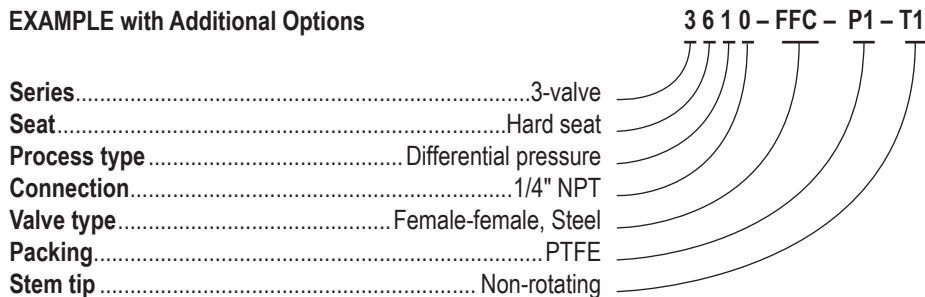 EXAMPLE with Additional Options 3 6 1 0 – FFC – P1 – T1
Series..........................................................................3-valve
Seat.........................................................................Hard seat
Process type.........................................Differential pressure
Connection..............................................................1/4" NPT
Valve type............................................Female-female, Steel
Packing.........................................................................PTFE
Stem tip............................................................. Non-rotating